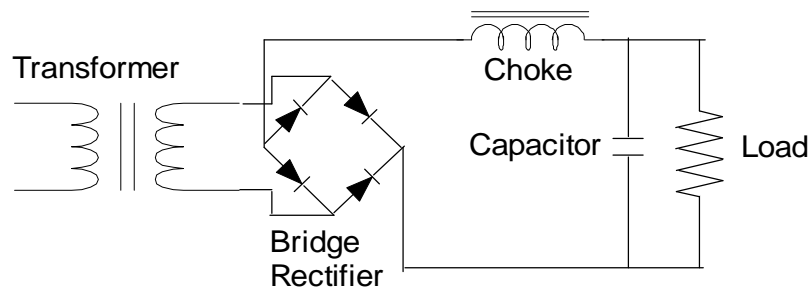 Transformer
Choke
Capacitor
Load
Bridge
Rectifier